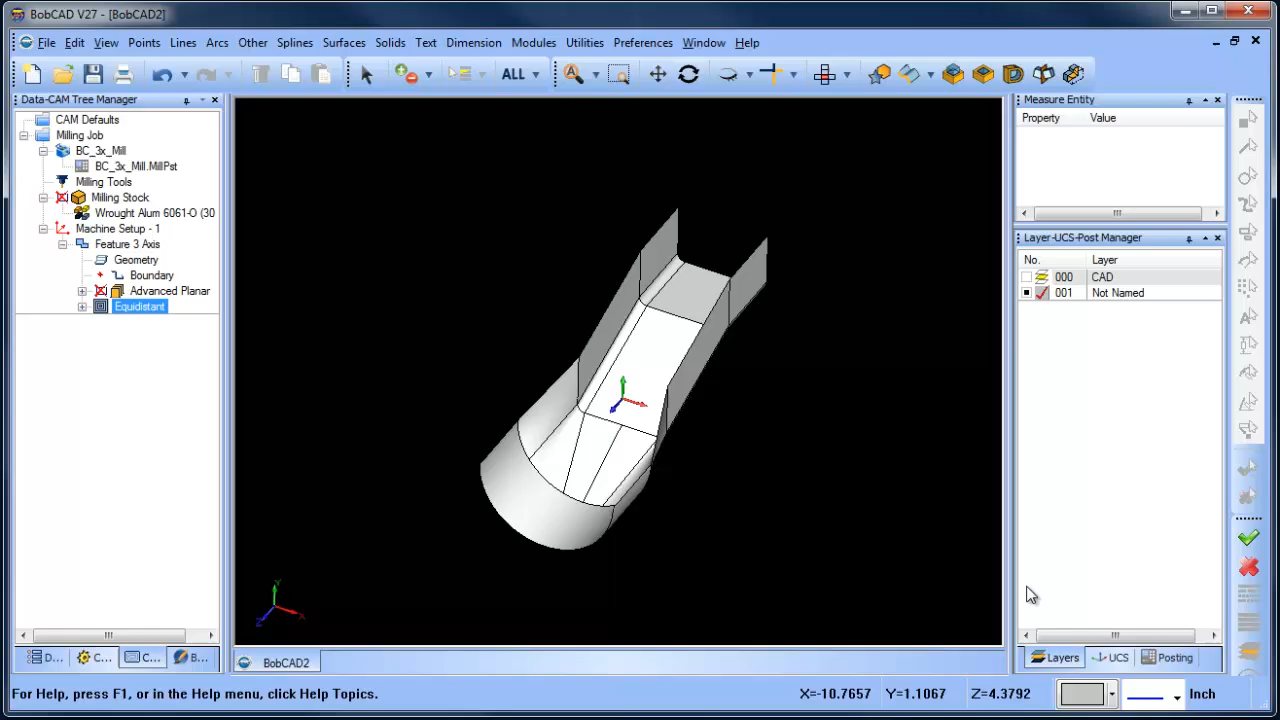 BobCAD V27 - [BobCAD2]
File Edit View Points Lines Arcs Other Splines Surfaces Solids Text Dimension Modules Utilities Preferences Window Help
ALL
Data-CAM Tree Manager
CAM Defaults
Milling Job
BC_3x_Mill
BC_3x_Mill.MillPst
Milling Tools
Milling Stock
Wrought Alum 6061-O (30
Machine Setup - 1
Feature 3 Axis
Geometry
Boundary
Advanced Planar
Equidistant
D... C... C... B...
Y
X
Z
BobCAD2
Measure Entity
Property Value
Layer-UCS-Post Manager
No. Layer
000 CAD
001 Not Named
Layers UCS Posting
For Help, press F1, or in the Help menu, click Help Topics.
X=-10.7657 Y=1.1067 Z=4.3792 Inch